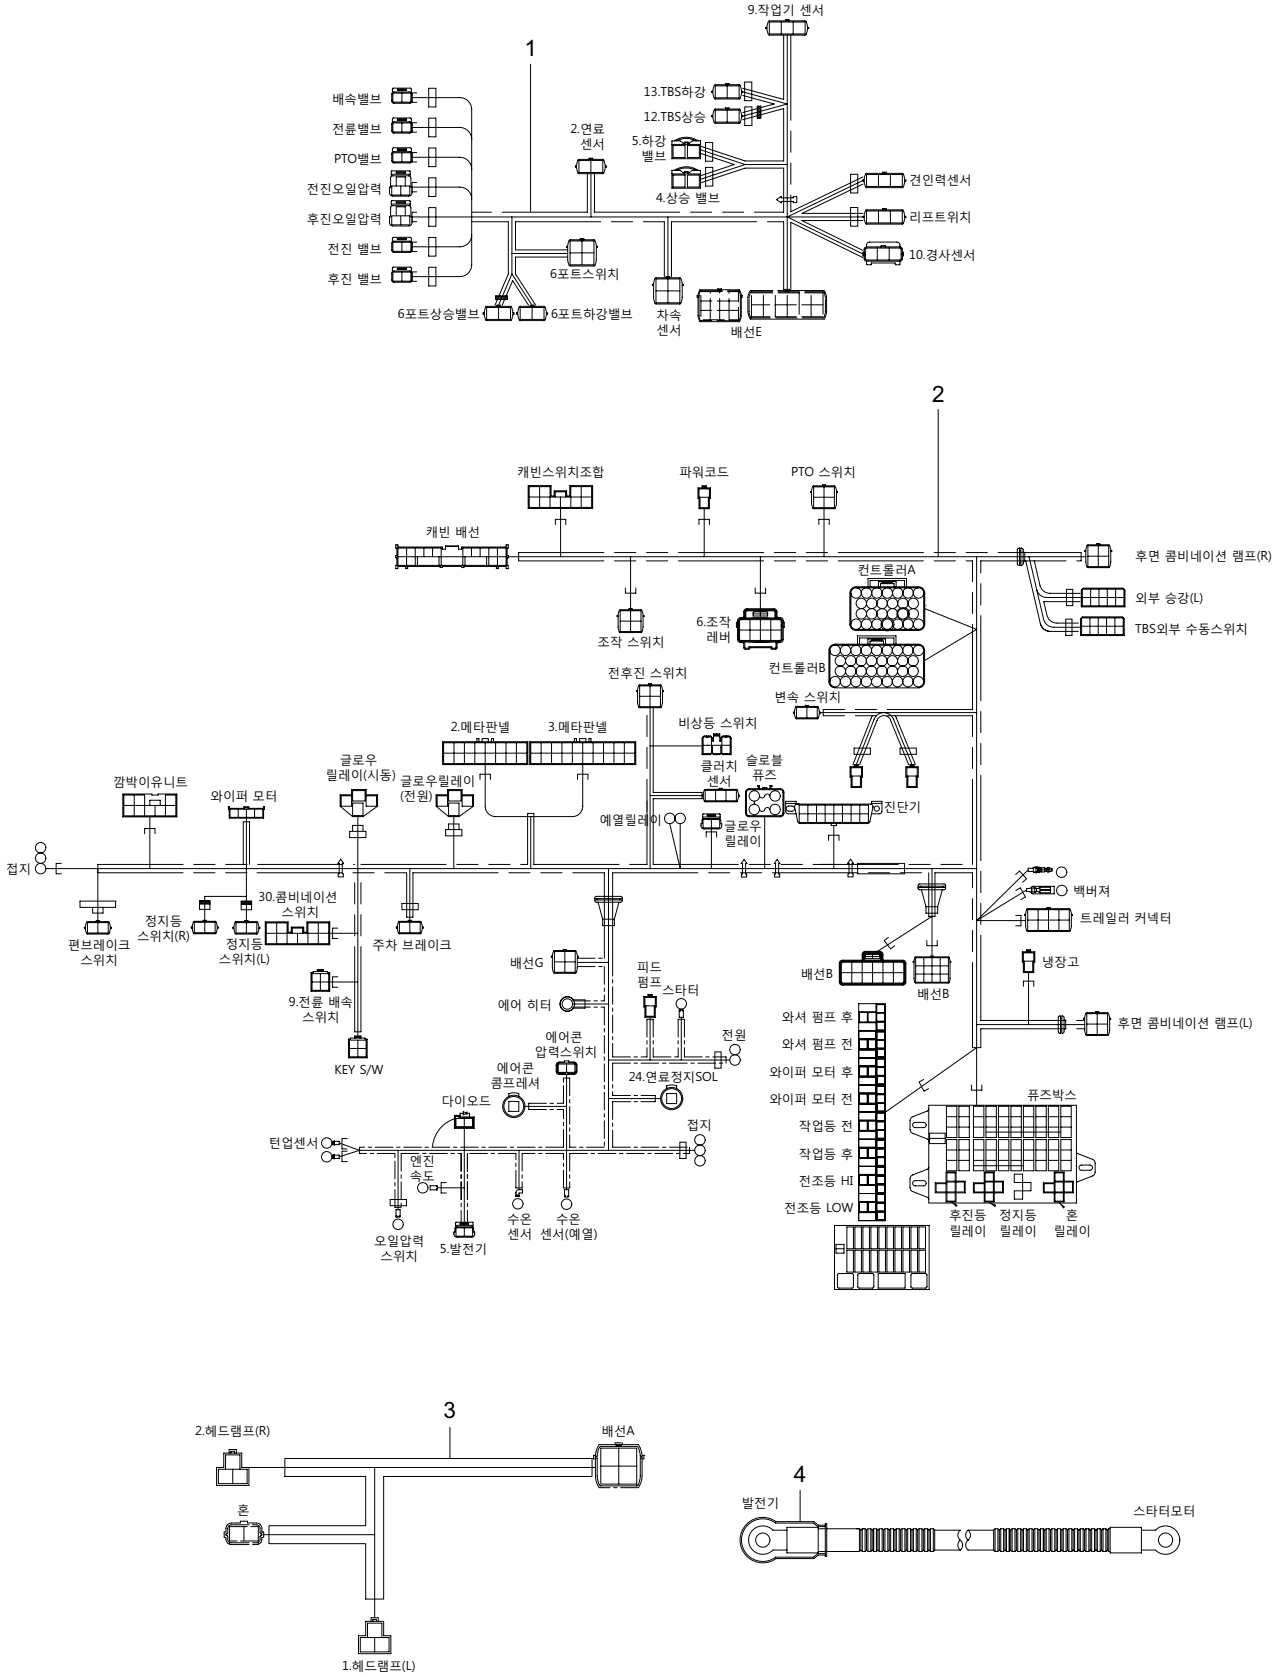 9.작업기 센서
1
13.TBS하강
12.TBS상승
배속밸브
전륜밸브
PTO밸브
전진오일압력
후진오일압력
전진 밸브
후진 밸브
2.연료
센서
5.하강
밸브
4.상승 밸브
견인력센서
리프트위치
10.경사센서
6포트스위치
6포트상승밸브
6포트하강밸브
차속
센서
배선E
2
캐빈스위치조합
파워코드
PTO 스위치
캐빈 배선
후면 콤비네이션 램프(R)
컨트롤러A
외부 승강(L)
TBS외부 수동스위치
조작 스위치
6.조작
레버
컨트롤러B
전후진 스위치
변속 스위치
2.메타판넬
3.메타판넬
비상등 스위치
클러치
센서
슬로블
퓨즈
진단기
글로우
릴레이(시동)
글로우릴레이
(전원)
깜박이유니트
와이퍼 모터
예열릴레이
글로우
릴레이
접지
백버져
트레일러 커넥터
편브레이크
스위치
정지등
스위치(R)
정지등
스위치(L)
30.콤비네이션
스위치
주차 브레이크
배선G
피드
펌프
스타터
배선B
배선B
냉장고
9.전륜 배속
스위치
에어 히터
와셔 펌프 후
와셔 펌프 전
와이퍼 모터 후
와이퍼 모터 전
작업등 전
작업등 후
전조등 HI
전조등 LOW
후면 콤비네이션 램프(L)
전원
KEY S/W
에어콘
압력스위치
에어콘
콤프레셔
24.연료정지SOL
퓨즈박스
다이오드
턴업센서
접지
엔진
속도
오일압력
스위치
5.발전기
수온
센서
수온
센서(예열)
후진등
릴레이
정지등
릴레이
혼
릴레이
3
2.헤드램프(R)
배선A
혼
1.헤드램프(L)
4
발전기
스타터모터